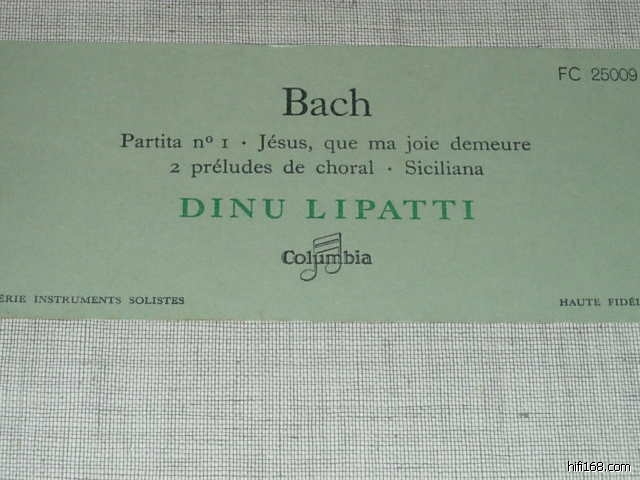 FC 25009
Bach
Partita nº 1 · Jésus, que ma joie demeure
2 préludes de choral · Siciliana
DINU LIPATTI
Columbia
ÉRIE INSTRUMENTS SOLISTES
HAUTE FIDÉL
hifi168.com